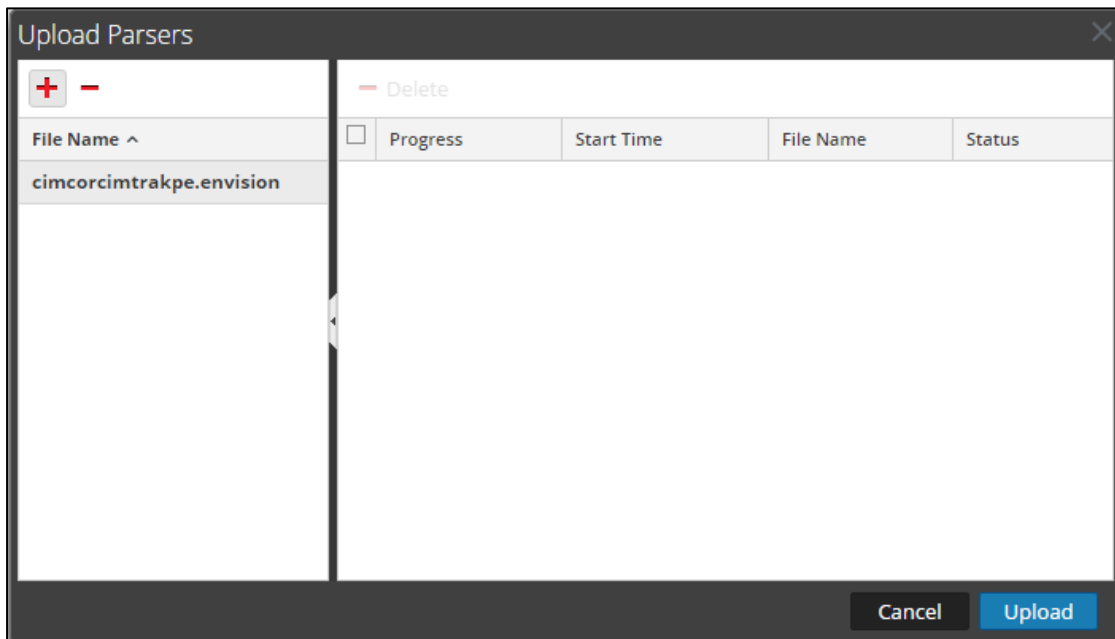 Upload Parsers
Delete
File Name
Progress Start Time File Name Status
cimcorcimtrakpe.envision
Cancel Upload